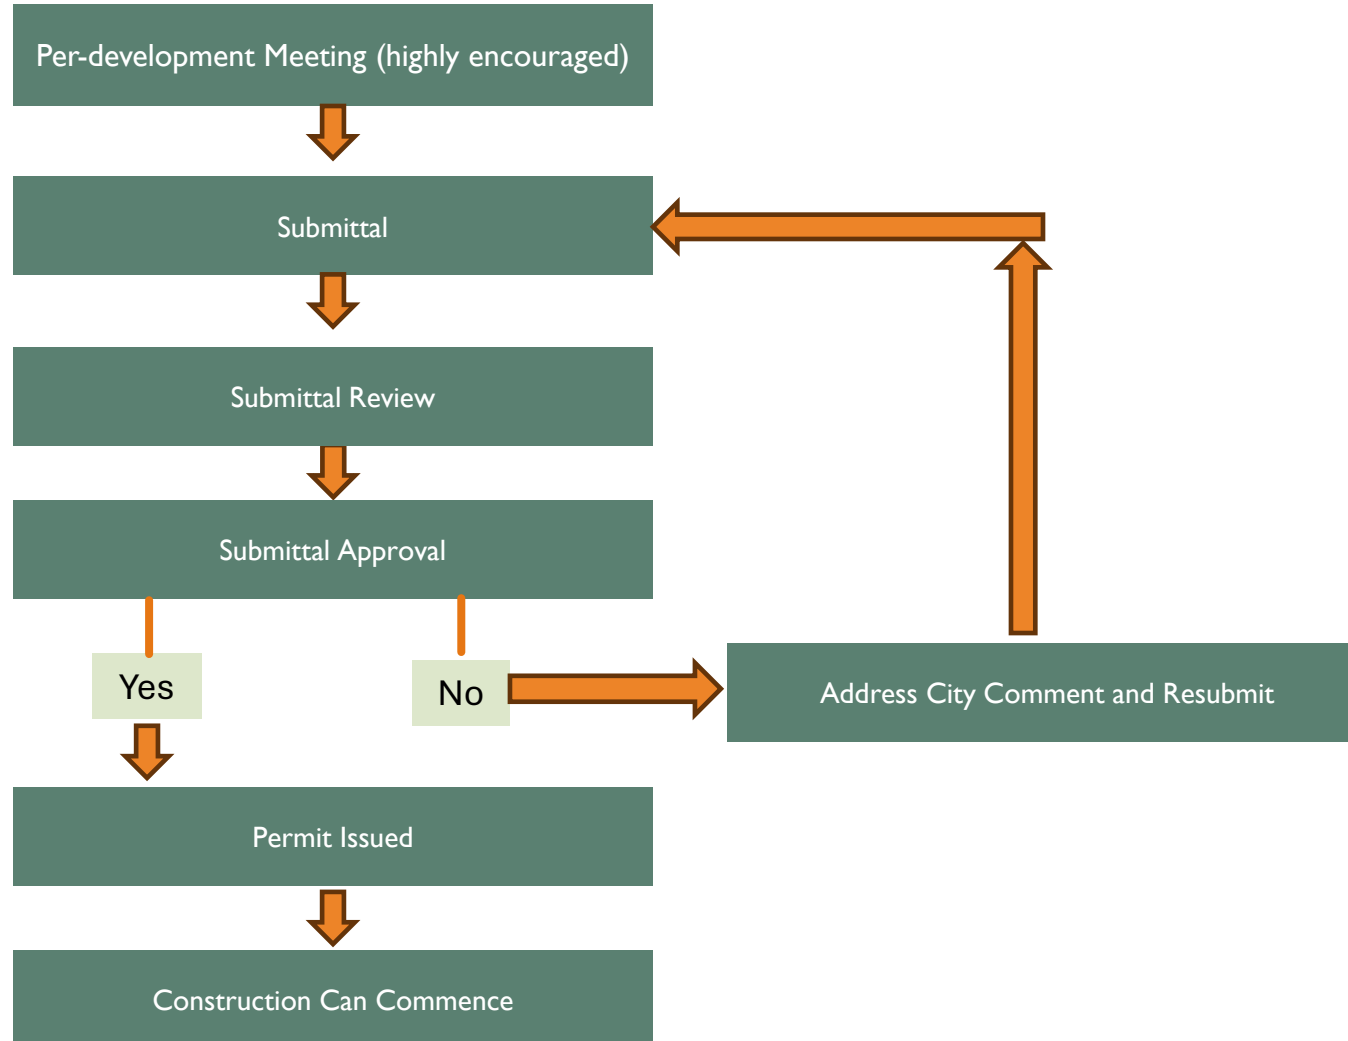 Per-development Meeting (highly encouraged)
Submittal
Submittal Review
Submittal Approval
Yes
No
Address City Comment and Resubmit
Permit Issued
Construction Can Commence